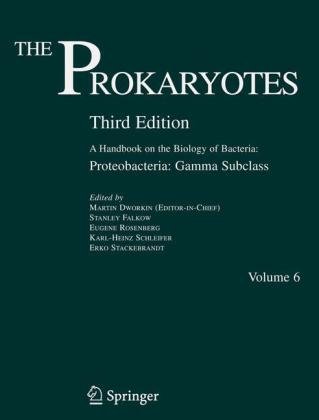 THE PROKARYOTES
Third Edition
A Handbook on the Biology of Bacteria:
Proteobacteria: Gamma Subclass
Edited by
MARTIN DWORKIN (EDITOR-IN-CHIEF)
STANLEY FALKOW
EUGENE ROSENBERG
KARL-HEINZ SCHLEIFER
ERKO STACKEBRANDT
Volume 6
Springer